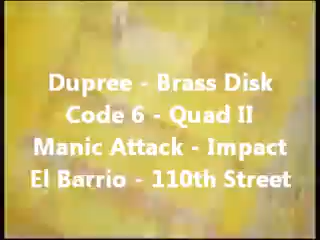 Dupree - Brass Disk
Code 6 - Quad II
Manic Attack - Impact
El Barrio - 110th Street